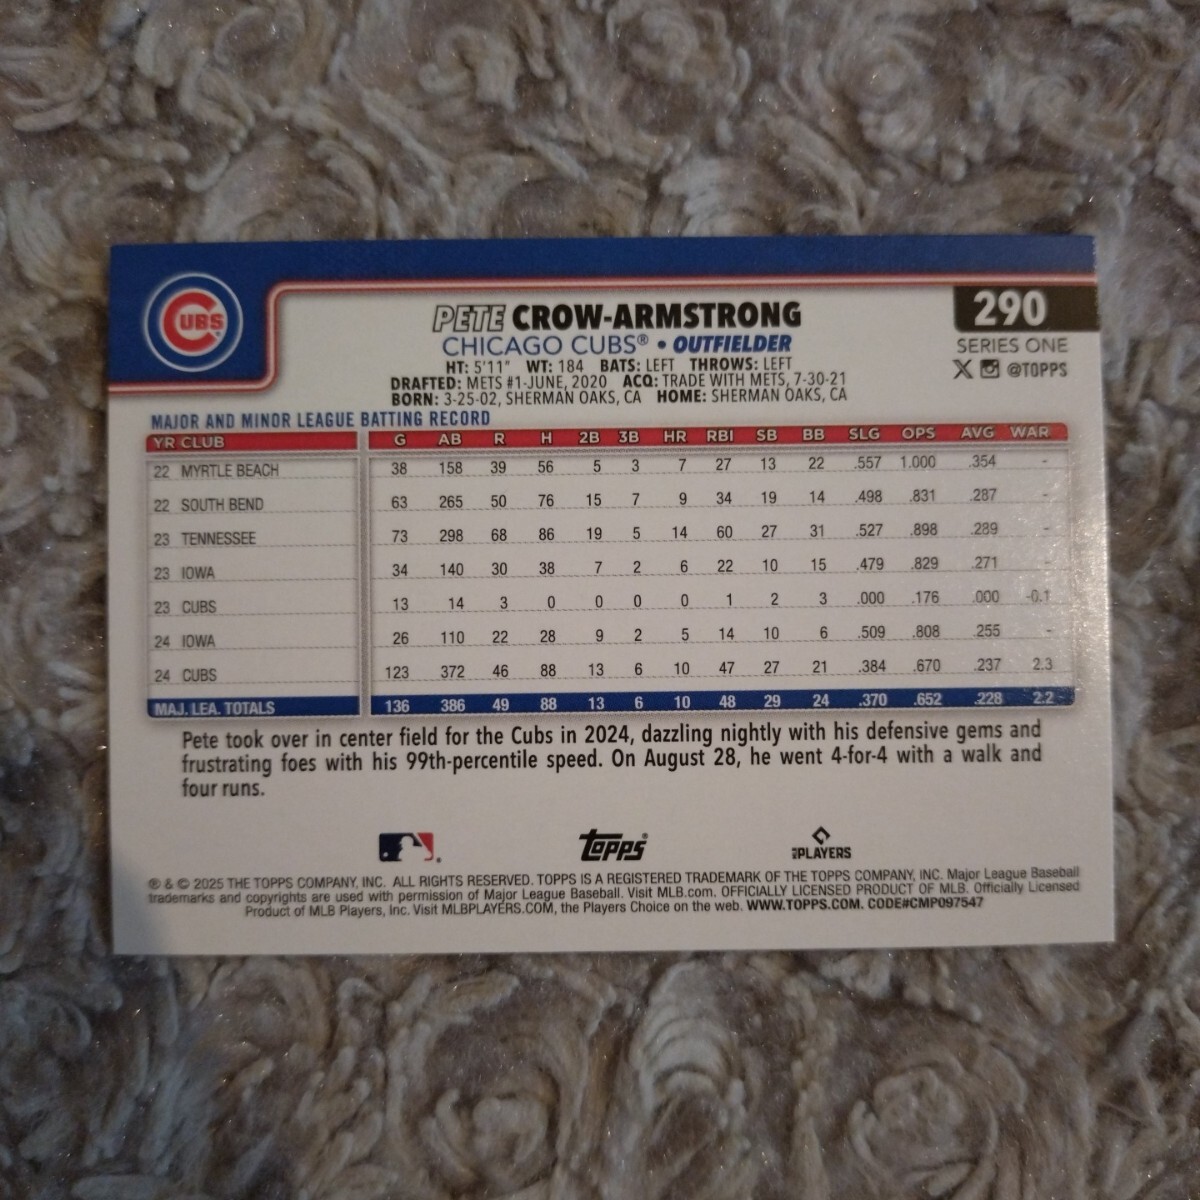 CUBS
PETE CROW-ARMSTRONG
290
CHICAGO CUBS® • OUTFIELDER
SERIES ONE
HT: 5'11" WT: 184 BATS: LEFT THROWS: LEFT
X @TOPPS
DRAFTED: METS #1-JUNE, 2020 ACQ: TRADE WITH METS, 7-30-21
BORN: 3-25-02, SHERMAN OAKS, CA HOME: SHERMAN OAKS, CA
MAJOR AND MINOR LEAGUE BATTING RECORD
YR CLUB G AB R H 2B 3B HR RBI SB BB SLG OPS AVG WAR
22 MYRTLE BEACH 38 158 39 56 5 3 7 27 13 22 .557 1.000 .354 -
22 SOUTH BEND 63 265 50 76 15 7 9 34 19 14 .498 .831 .287 -
23 TENNESSEE 73 298 68 86 19 5 14 60 27 31 .527 .898 .289 -
23 IOWA 34 140 30 38 7 2 6 22 10 15 .479 .829 .271 -
23 CUBS 13 14 3 0 0 0 0 1 2 3 .000 .176 .000 -0.1
24 IOWA 26 110 22 28 9 2 5 14 10 6 .509 .808 .255 -
24 CUBS 123 372 46 88 13 6 10 47 27 21 .384 .670 .237 2.3
MAJ. LEA. TOTALS 136 386 49 88 13 6 10 48 29 24 .370 .652 .228 2.2
Pete took over in center field for the Cubs in 2024, dazzling nightly with his defensive gems and
frustrating foes with his 99th-percentile speed. On August 28, he went 4-for-4 with a walk and
four runs.
Topps®
MLB PLAYERS
® & © 2025 THE TOPPS COMPANY, INC. ALL RIGHTS RESERVED. TOPPS IS A REGISTERED TRADEMARK OF THE TOPPS COMPANY, INC. Major League Baseball
trademarks and copyrights are used with permission of Major League Baseball. Visit MLB.com. OFFICIALLY LICENSED PRODUCT OF MLB. Officially Licensed
Product of MLB Players, Inc. Visit MLBPLAYERS.COM, the Players Choice on the web. WWW.TOPPS.COM. CODE#CMP097547